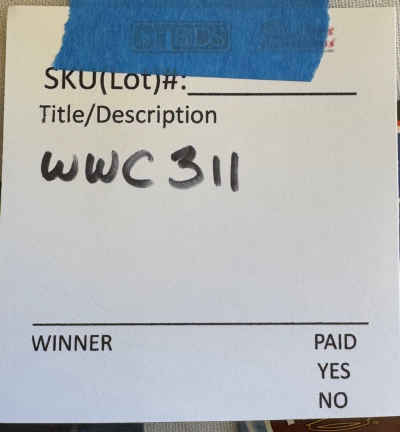 SKU(Lot)#:
Title/Description
WWC 311
WINNER PAID
YES
NO